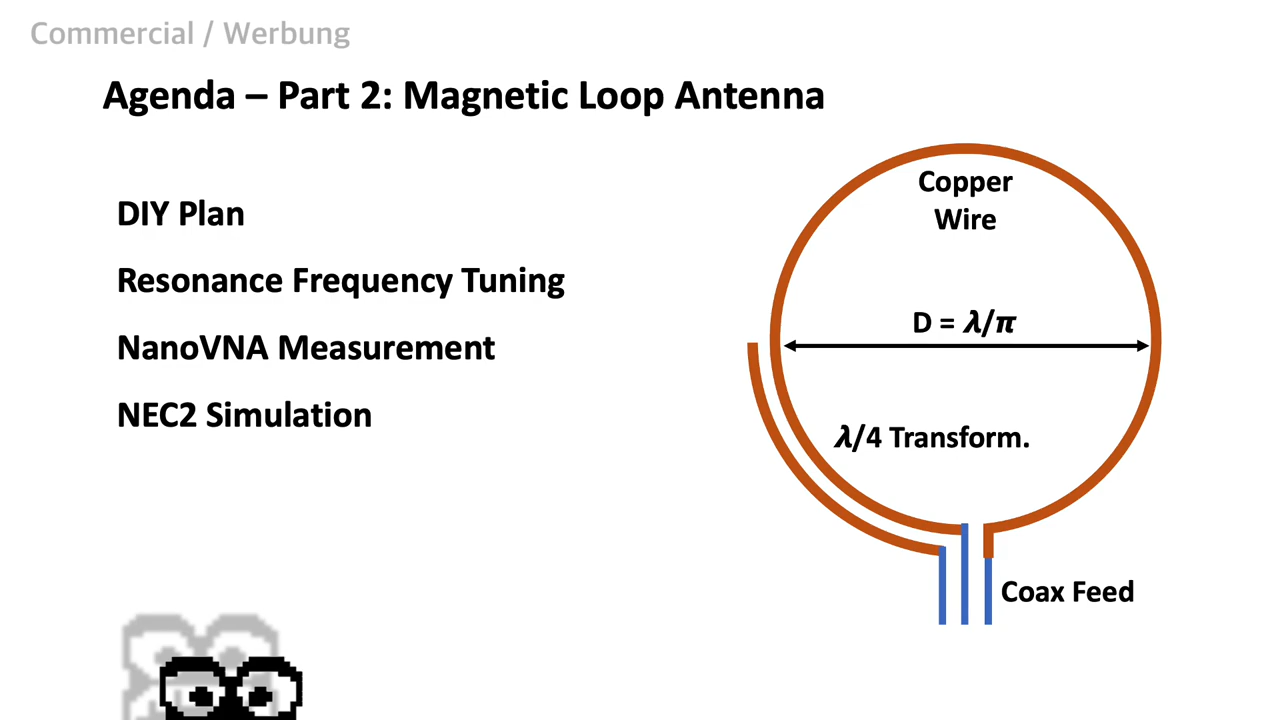 Commercial / Werbung
Agenda – Part 2: Magnetic Loop Antenna
DIY Plan
Resonance Frequency Tuning
NanoVNA Measurement
NEC2 Simulation
Copper
Wire
D = λ/π
λ/4 Transform.
Coax Feed